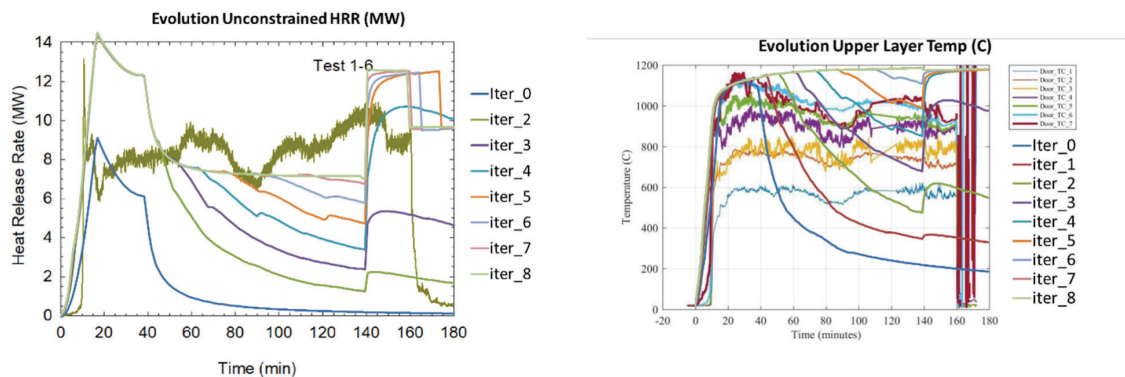 Evolution Unconstrained HRR (MW)
14
12
10
8
6
4
2
0
Heat Release Rate (MW)
Test 1-6
0
20
40
60
80
100
120
140
160
180
Time (min)
Iter_0
iter_2
iter_3
iter_4
iter_5
iter_6
iter_7
iter_8
Evolution Upper Layer Temp (C)
1200
1000
800
600
400
200
0
Temperature (C)
-20
0
20
40
60
80
100
120
140
160
180
Time (minutes)
Door_TC_1
Door_TC_2
Door_TC_3
Door_TC_4
Door_TC_5
Door_TC_6
Door_TC_7
iter_0
iter_1
iter_2
iter_3
iter_4
iter_5
iter_6
iter_7
iter_8